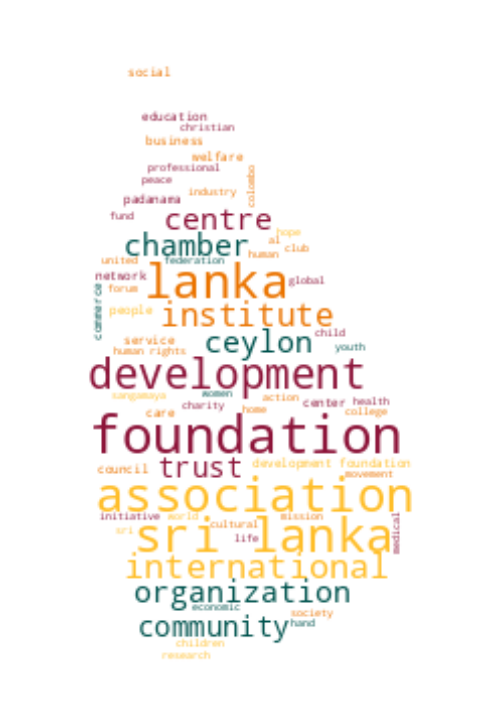 social
education
christian
business
welfare
professional
colombo
peace
industry
padanama
fund
centre
hope
chamber
al
club
human
united
federation
network
lanka
global
forum
commerce
people
institute
child
service
ceylon
youth
human rights
development
sangamaya
women
action
charity
center
health
home
care
college
foundation
council
trust
development foundation
movement
association
initiative
world
mission
cultural
sri
sri lanka
life
medical
international
organization
economic
society
community
hand
children
research